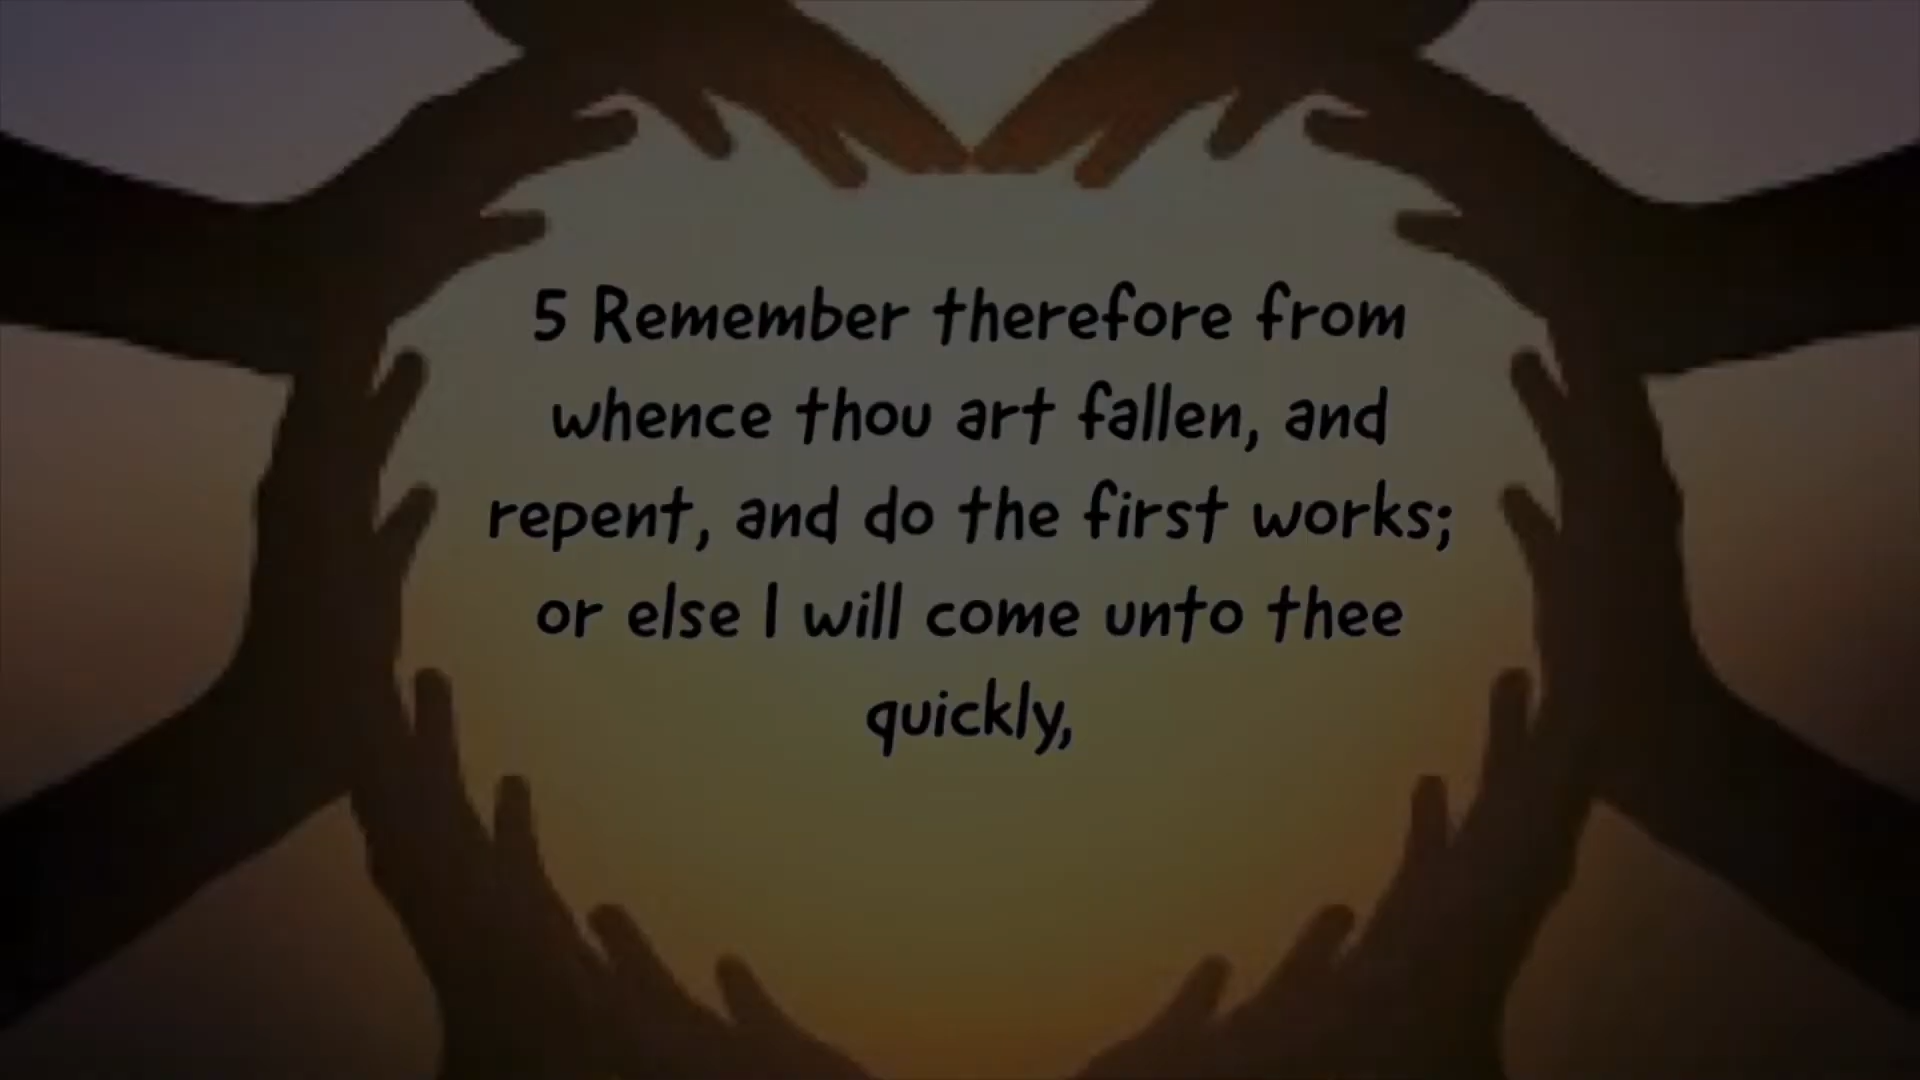 5 Remember therefore from
whence thou art fallen, and
repent, and do the first works;
or else I will come unto thee
quickly,